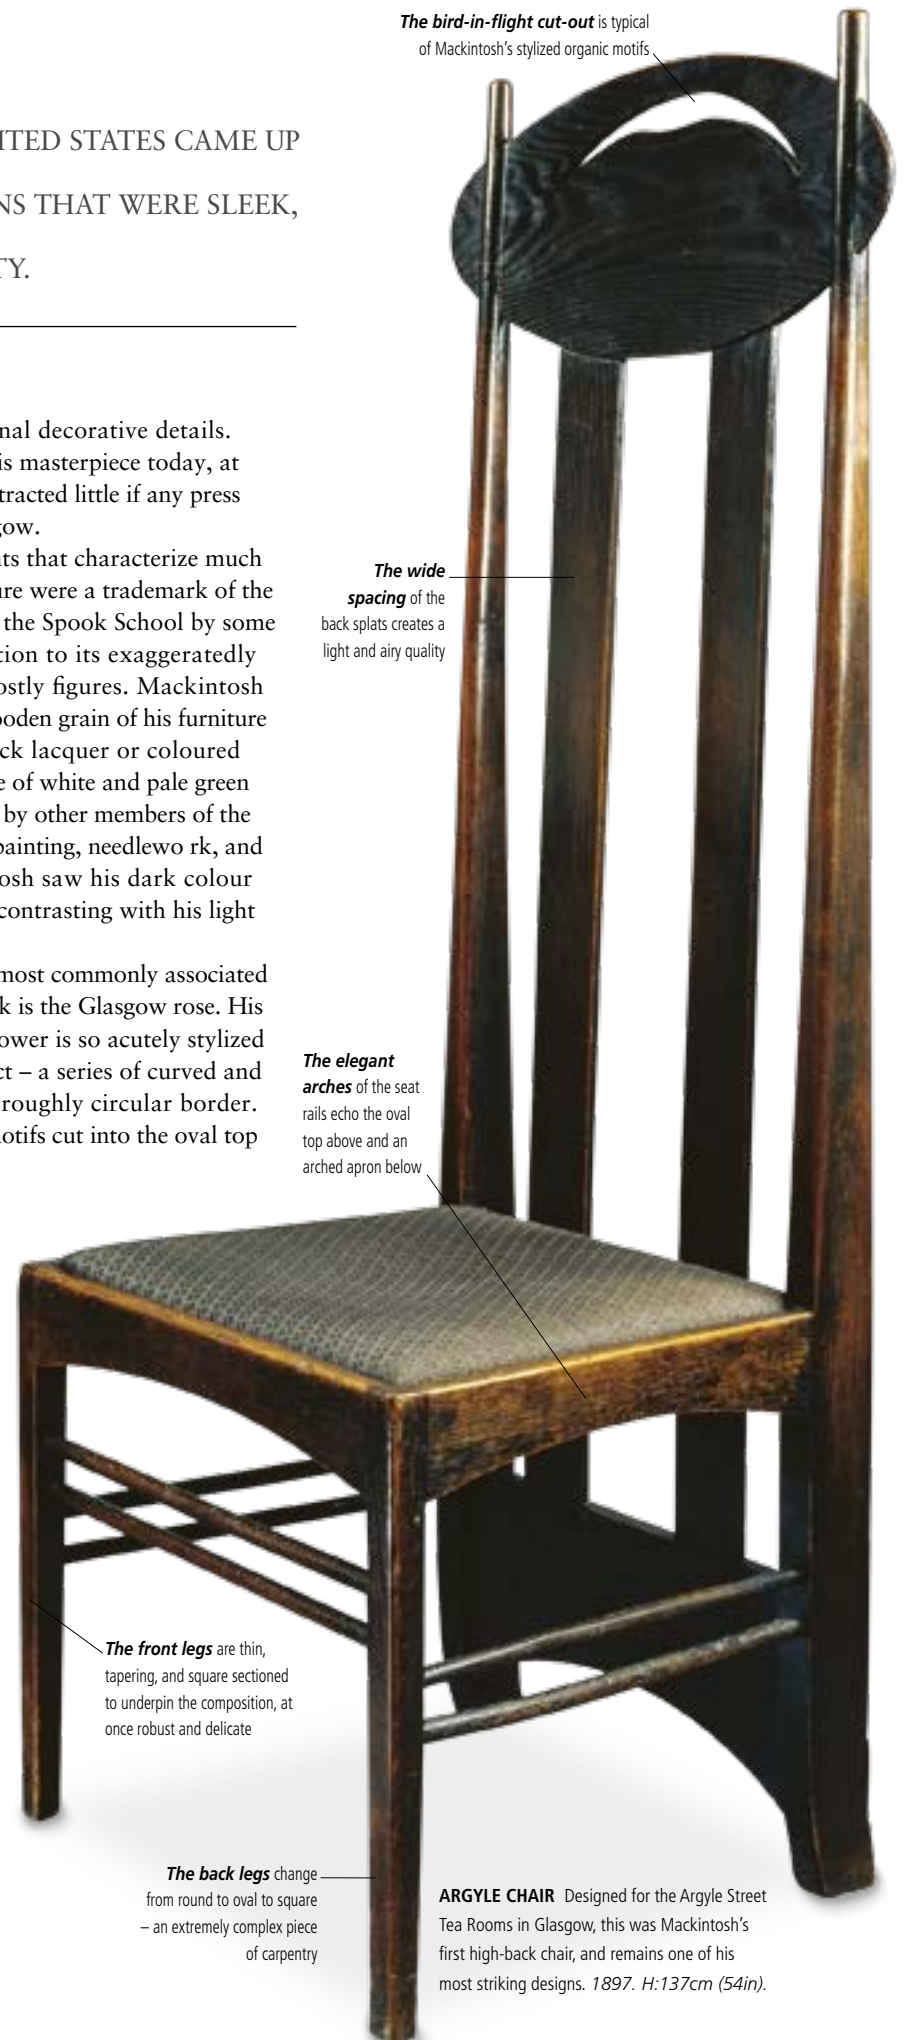 The bird-in-flight cut-out is typical
of Mackintosh's stylized organic motifs
ITED STATES CAME UP
NS THAT WERE SLEEK,
TY.
nal decorative details.
is masterpiece today, at
tracted little if any press
gow.
nts that characterize much
ure were a trademark of the
the Spook School by some
tion to its exaggeratedly
ostly figures. Mackintosh
ooden grain of his furniture
ck lacquer or coloured
e of white and pale green
by other members of the
painting, needlewo rk, and
osh saw his dark colour
contrasting with his light
most commonly associated
k is the Glasgow rose. His
ower is so acutely stylized
ct – a series of curved and
roughly circular border.
otifs cut into the oval top
The wide
spacing of the
back splats creates a
light and airy quality
The elegant
arches of the seat
rails echo the oval
top above and an
arched apron below
The front legs are thin,
tapering, and square sectioned
to underpin the composition, at
once robust and delicate
The back legs change
from round to oval to square
– an extremely complex piece
of carpentry
ARGYLE CHAIR Designed for the Argyle Street
Tea Rooms in Glasgow, this was Mackintosh's
first high-back chair, and remains one of his
most striking designs. 1897. H:137cm (54in).